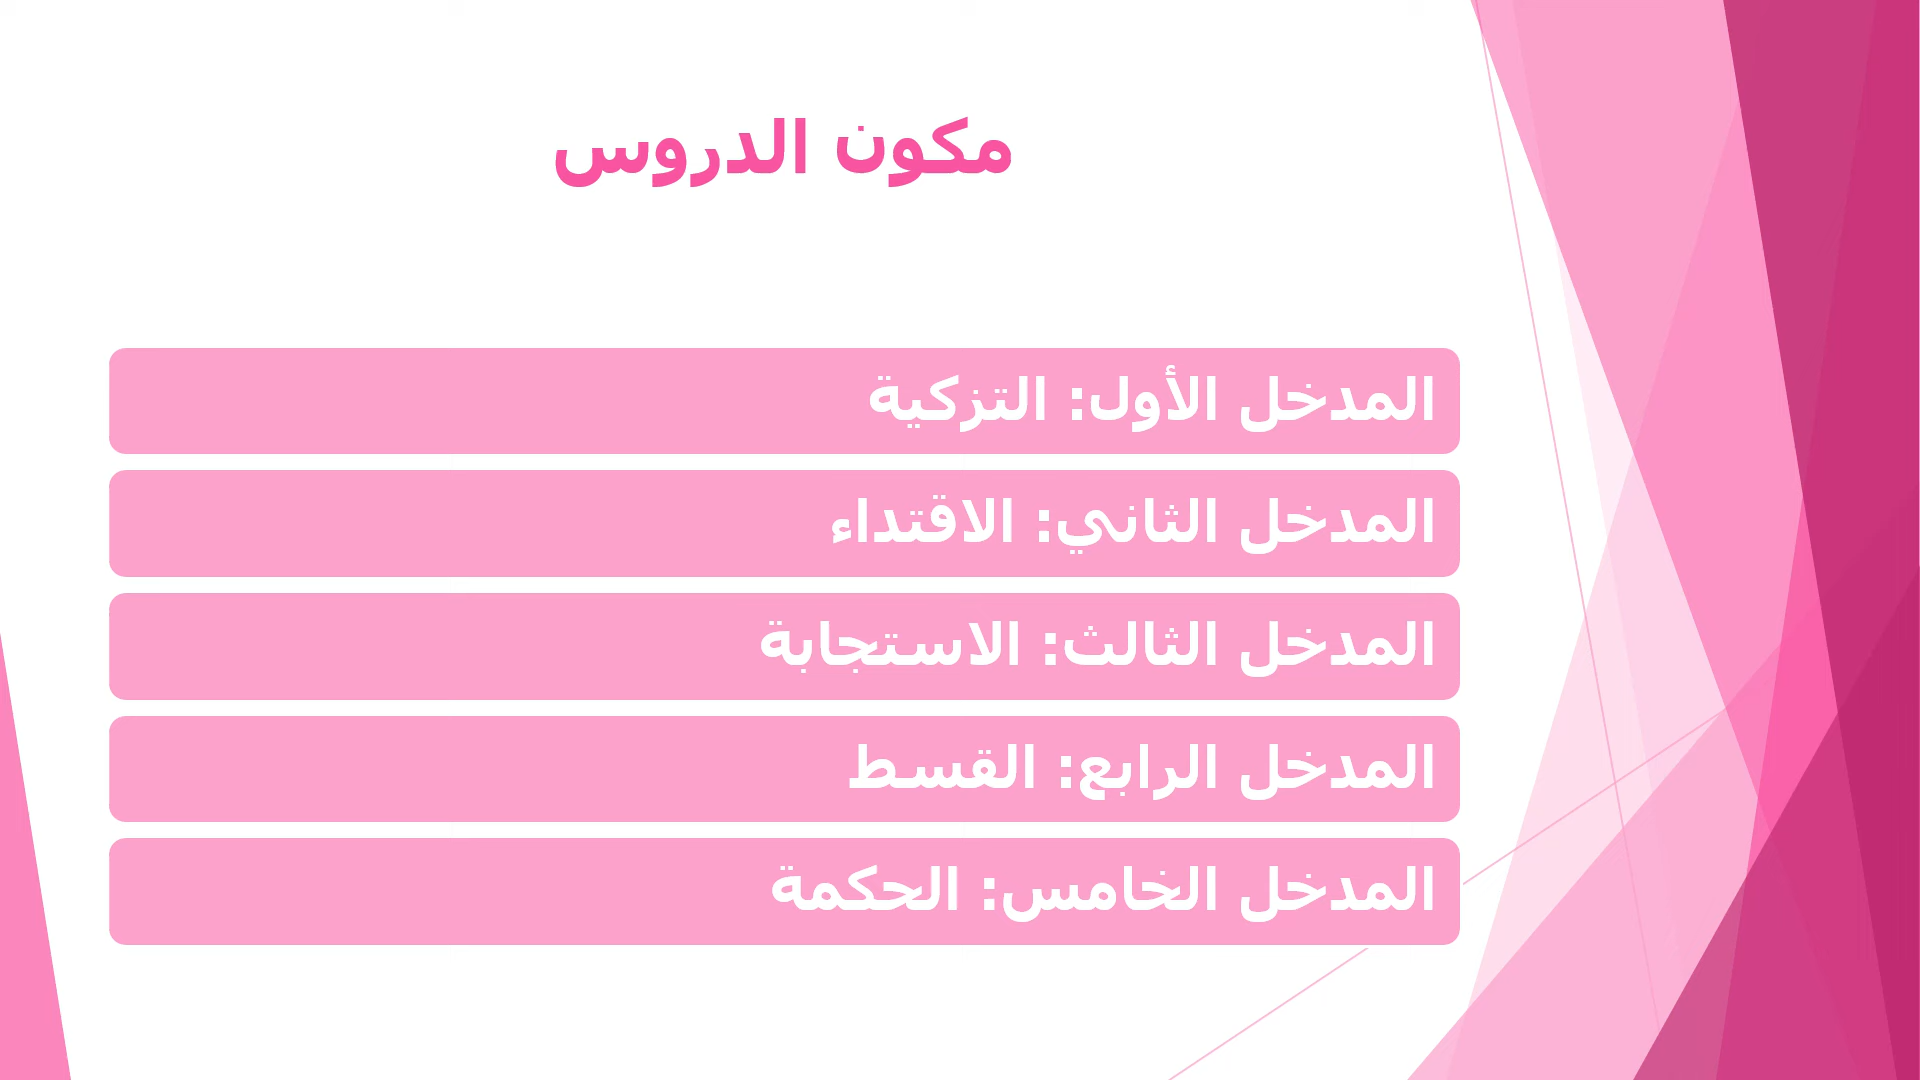 مكون الدروس
المدخل الأول: التزكية
المدخل الثاني: الاقتداء
المدخل الثالث: الاستجابة
المدخل الرابع: القسط
المدخل الخامس: الحكمة